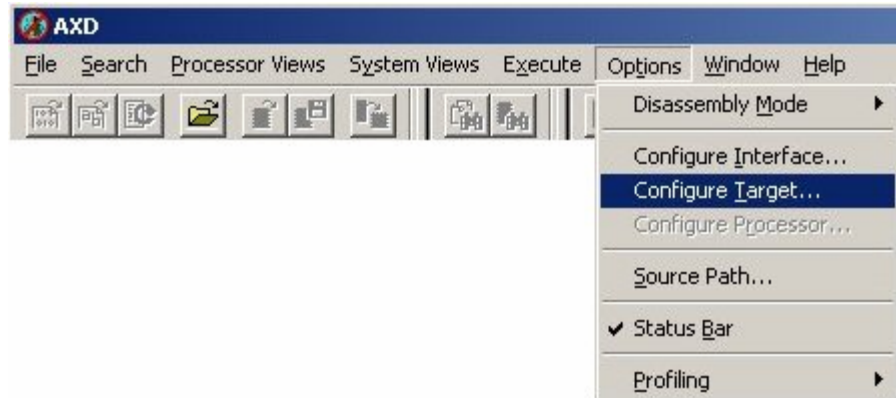 AXD
File Search Processor Views System Views Execute Options Window Help
Disassembly Mode
Configure Interface...
Configure Target...
Configure Processor...
Source Path...
Status Bar
Profiling